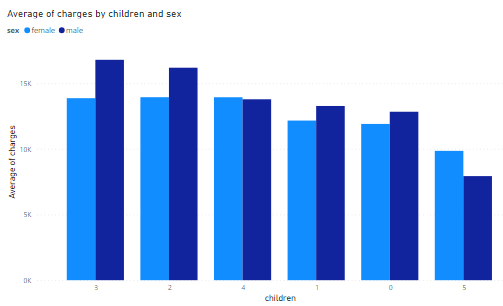 Average of charges by children and sex
sex female male
15K
10K
5K
0K
Average of charges
3 2 4 1 0 5
children